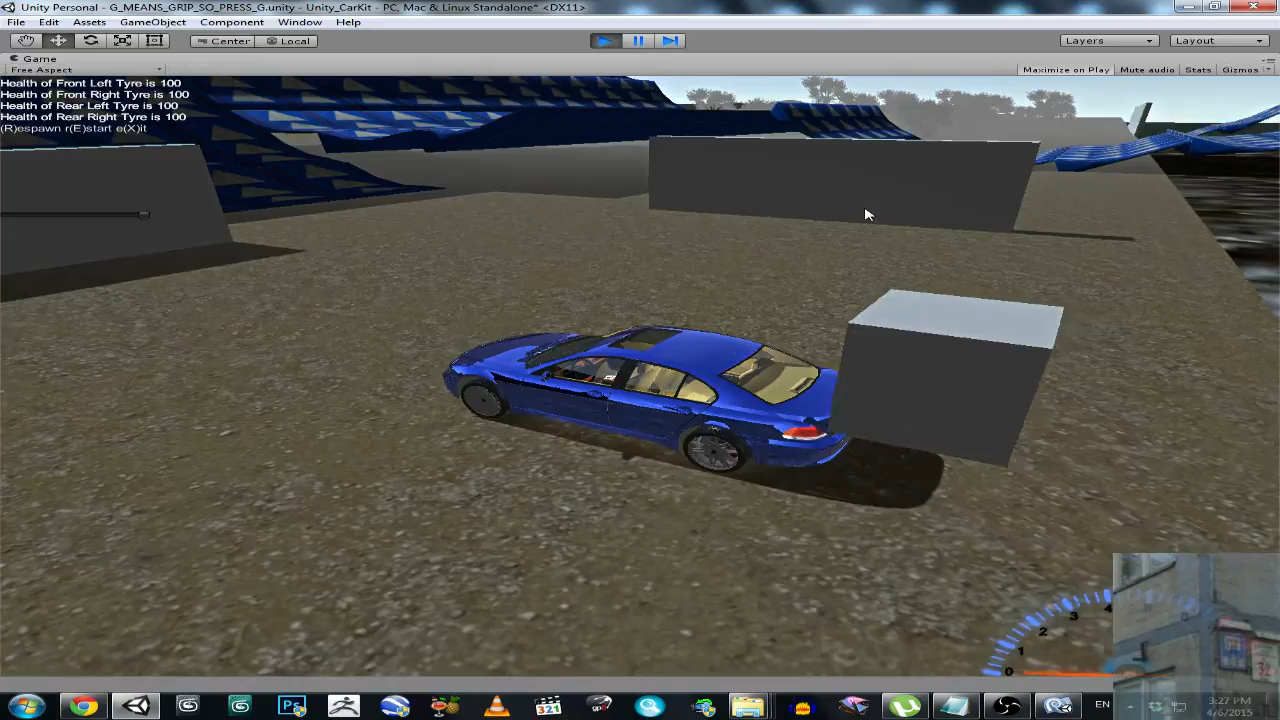 Unity Personal - G_MEANS_GRIP_SO_PRESS_G.unity - Unity_CarKit - PC, Mac & Linux Standalone* <DX11>
File Edit Assets GameObject Component Window Help
Center Local Layers Layout
Game
Free Aspect Maximize on Play Mute audio Stats Gizmos
Health of Front Left Tyre is 100
Health of Front Right Tyre is 100
Health of Rear Left Tyre is 100
Health of Rear Right Tyre is 100
(R)espawn r(E)start e(X)it
0 1 2 3 4
321
EN
3:27 PM
4/6/2015